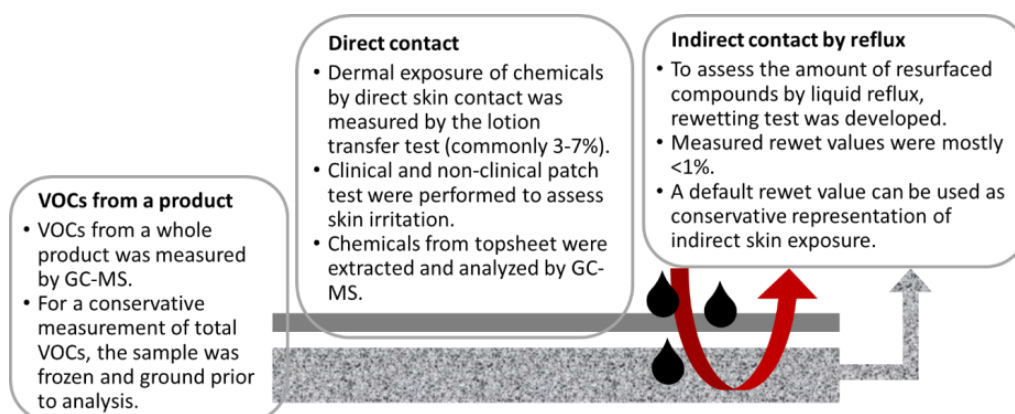 Direct contact
• Dermal exposure of chemicals
by direct skin contact was
measured by the lotion
transfer test (commonly 3-7%).
• Clinical and non-clinical patch
test were performed to assess
skin irritation.
• Chemicals from topsheet were
extracted and analyzed by GC-
MS.
Indirect contact by reflux
• To assess the amount of resurfaced
compounds by liquid reflux,
rewetting test was developed.
• Measured rewet values were mostly
<1%.
• A default rewet value can be used as
conservative representation of
indirect skin exposure.
VOCs from a product
• VOCs from a whole
product was measured
by GC-MS.
• For a conservative
measurement of total
VOCs, the sample was
frozen and ground prior
to analysis.